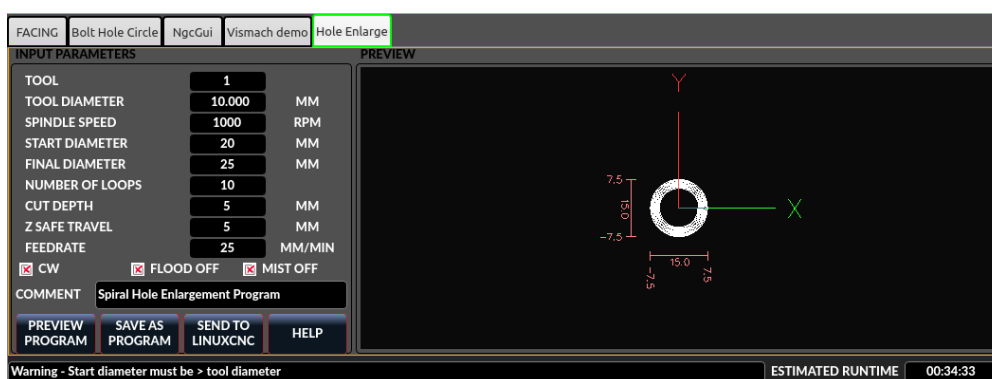 FACING Bolt Hole Circle NgcGui Vismach demo Hole Enlarge
INPUT PARAMETERS PREVIEW
TOOL 1
TOOL DIAMETER 10.000 MM
SPINDLE SPEED 1000 RPM
START DIAMETER 20 MM
FINAL DIAMETER 25 MM
NUMBER OF LOOPS 10
CUT DEPTH 5 MM
Z SAFE TRAVEL 5 MM
FEEDRATE 25 MM/MIN
CW FLOOD OFF MIST OFF
COMMENT Spiral Hole Enlargement Program
PREVIEW PROGRAM
SAVE AS PROGRAM
SEND TO LINUXCNC
HELP
Y
7.5
15.0
-7.5
X
15.0
-7.5
7.5
Warning - Start diameter must be > tool diameter ESTIMATED RUNTIME 00:34:33